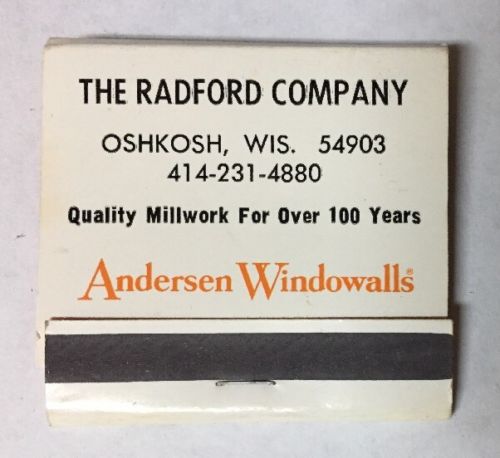 THE RADFORD COMPANY
OSHKOSH, WIS. 54903
414-231-4880
Quality Millwork For Over 100 Years
Andersen Windowalls®